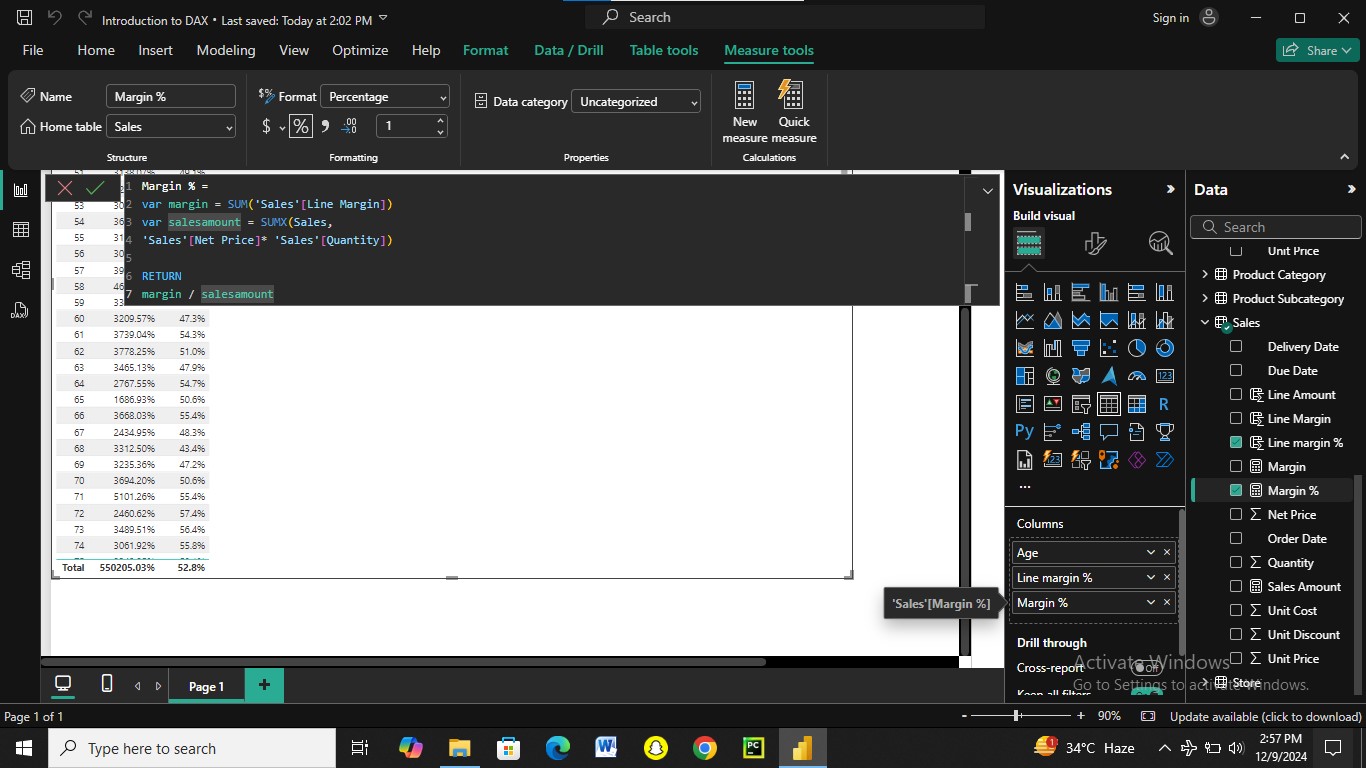 Introduction to DAX • Last saved: Today at 2:02 PM
Search
Sign in
File
Home
Insert
Modeling
View
Optimize
Help
Format
Data / Drill
Table tools
Measure tools
Share
Name
Margin %
Home table
Sales
Structure
$% Format
Percentage
$
%
1
Formatting
Data category
Uncategorized
Properties
New measure
Quick measure
Calculations
1 Margin % =
2 var margin = SUM('Sales'[Line Margin])
3 var salesamount = SUMX(Sales,
4 'Sales'[Net Price]* 'Sales'[Quantity])
5
6 RETURN
7 margin / salesamount
53
54
55
56
57
58
59
60 3209.57% 47.3%
61 3739.04% 54.3%
62 3778.25% 51.0%
63 3465.13% 47.9%
64 2767.55% 54.7%
65 1686.93% 50.6%
66 3668.03% 55.4%
67 2434.95% 48.3%
68 3312.50% 43.4%
69 3235.36% 47.2%
70 3694.20% 50.6%
71 5101.26% 55.4%
72 2460.62% 57.4%
73 3489.51% 56.4%
74 3061.92% 55.8%
Total 550205.03% 52.8%
Visualizations
Build visual
123
R
Py
123
...
Columns
Age
Line margin %
Margin %
'Sales'[Margin %]
Drill through
Cross-report
Off
Keep all filters
Data
Search
Unit Price
Product Category
Product Subcategory
Sales
Delivery Date
Due Date
Line Amount
Line Margin
Line margin %
Margin
Margin %
Net Price
Order Date
Quantity
Sales Amount
Unit Cost
Unit Discount
Unit Price
Store
Activate Windows
Go to Settings to activate Windows.
DAX
Page 1
+
Page 1 of 1
- + 90%
Update available (click to download)
Type here to search
W
PC
1
34°C Haze
2:57 PM
12/9/2024